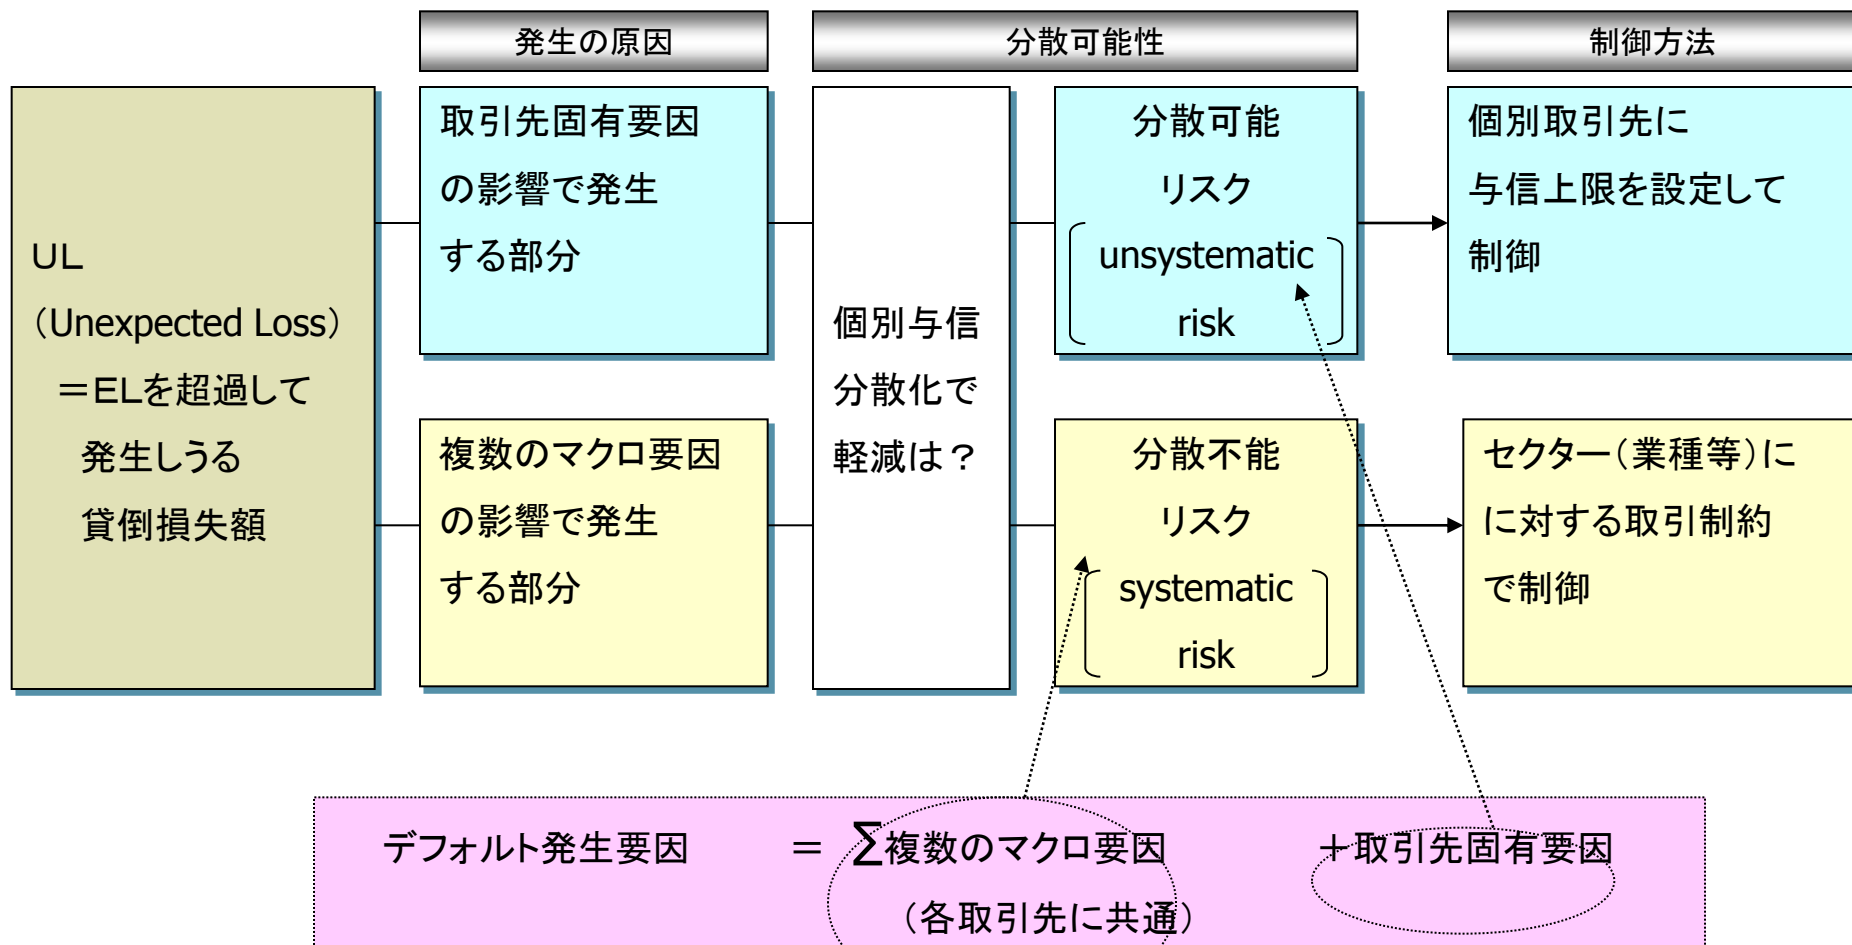 発生の原因
分散可能性
制御方法
UL
（Unexpected Loss）
＝ELを超過して
発生しうる
貸倒損失額
取引先固有要因
の影響で発生
する部分
複数のマクロ要因
の影響で発生
する部分
個別与信
分散化で
軽減は？
分散可能
リスク
unsystematic
risk
分散不能
リスク
systematic
risk
個別取引先に
与信上限を設定して
制御
セクター（業種等）に
に対する取引制約
で制御
デフォルト発生要因 ＝ Σ複数のマクロ要因 ＋取引先固有要因
（各取引先に共通）